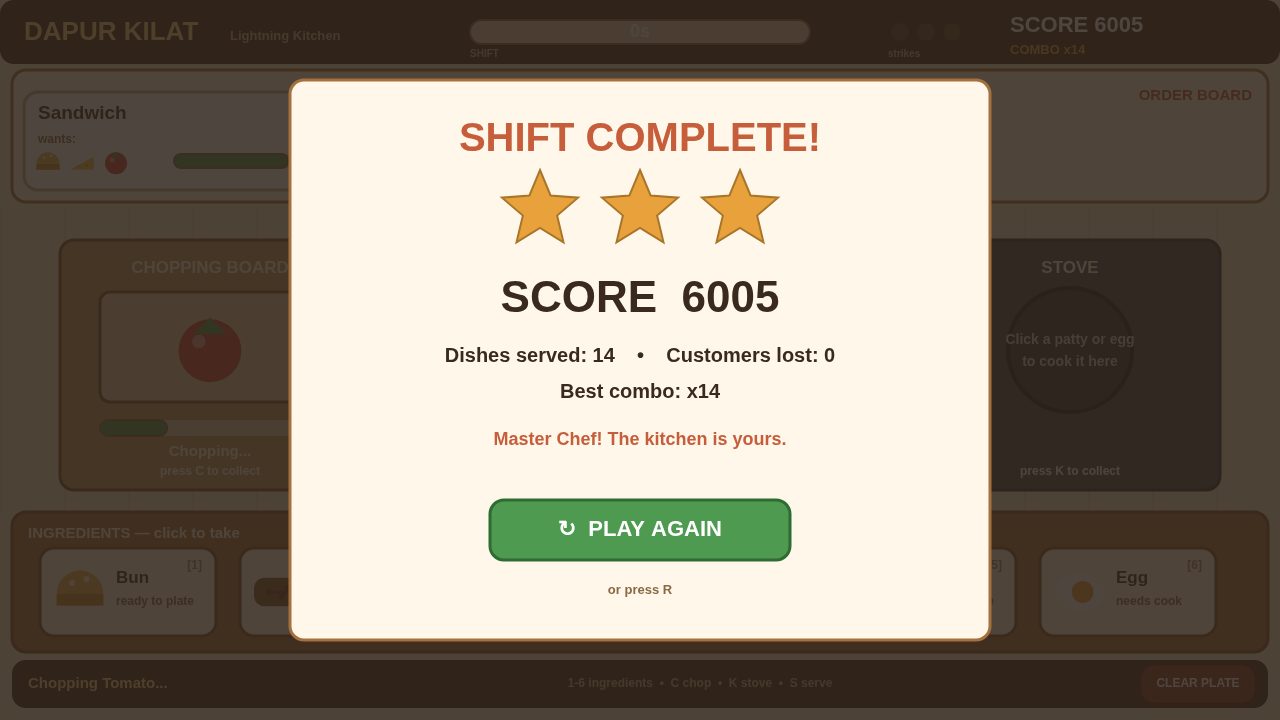 DAPUR KILAT
Lightning Kitchen
0s
SHIFT
strikes
SCORE 6005
COMBO x14
ORDER BOARD
Sandwich
wants:
SHIFT COMPLETE!
SCORE 6005
Dishes served: 14 • Customers lost: 0
Best combo: x14
Master Chef! The kitchen is yours.
↻ PLAY AGAIN
or press R
CHOPPING BOARD
Chopping...
press C to collect
STOVE
Click a patty or egg
to cook it here
press K to collect
INGREDIENTS — click to take
Bun
[1]
ready to plate
5]
Egg
[6]
needs cook
Chopping Tomato...
1-6 ingredients • C chop • K stove • S serve
CLEAR PLATE